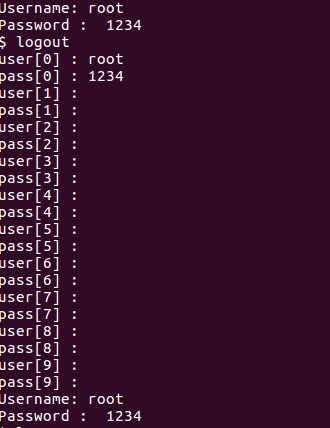 Username: root
Password :  1234
$ logout
user[0] : root
pass[0] : 1234
user[1] :
pass[1] :
user[2] :
pass[2] :
user[3] :
pass[3] :
user[4] :
pass[4] :
user[5] :
pass[5] :
user[6] :
pass[6] :
user[7] :
pass[7] :
user[8] :
pass[8] :
user[9] :
pass[9] :
Username: root
Password :  1234